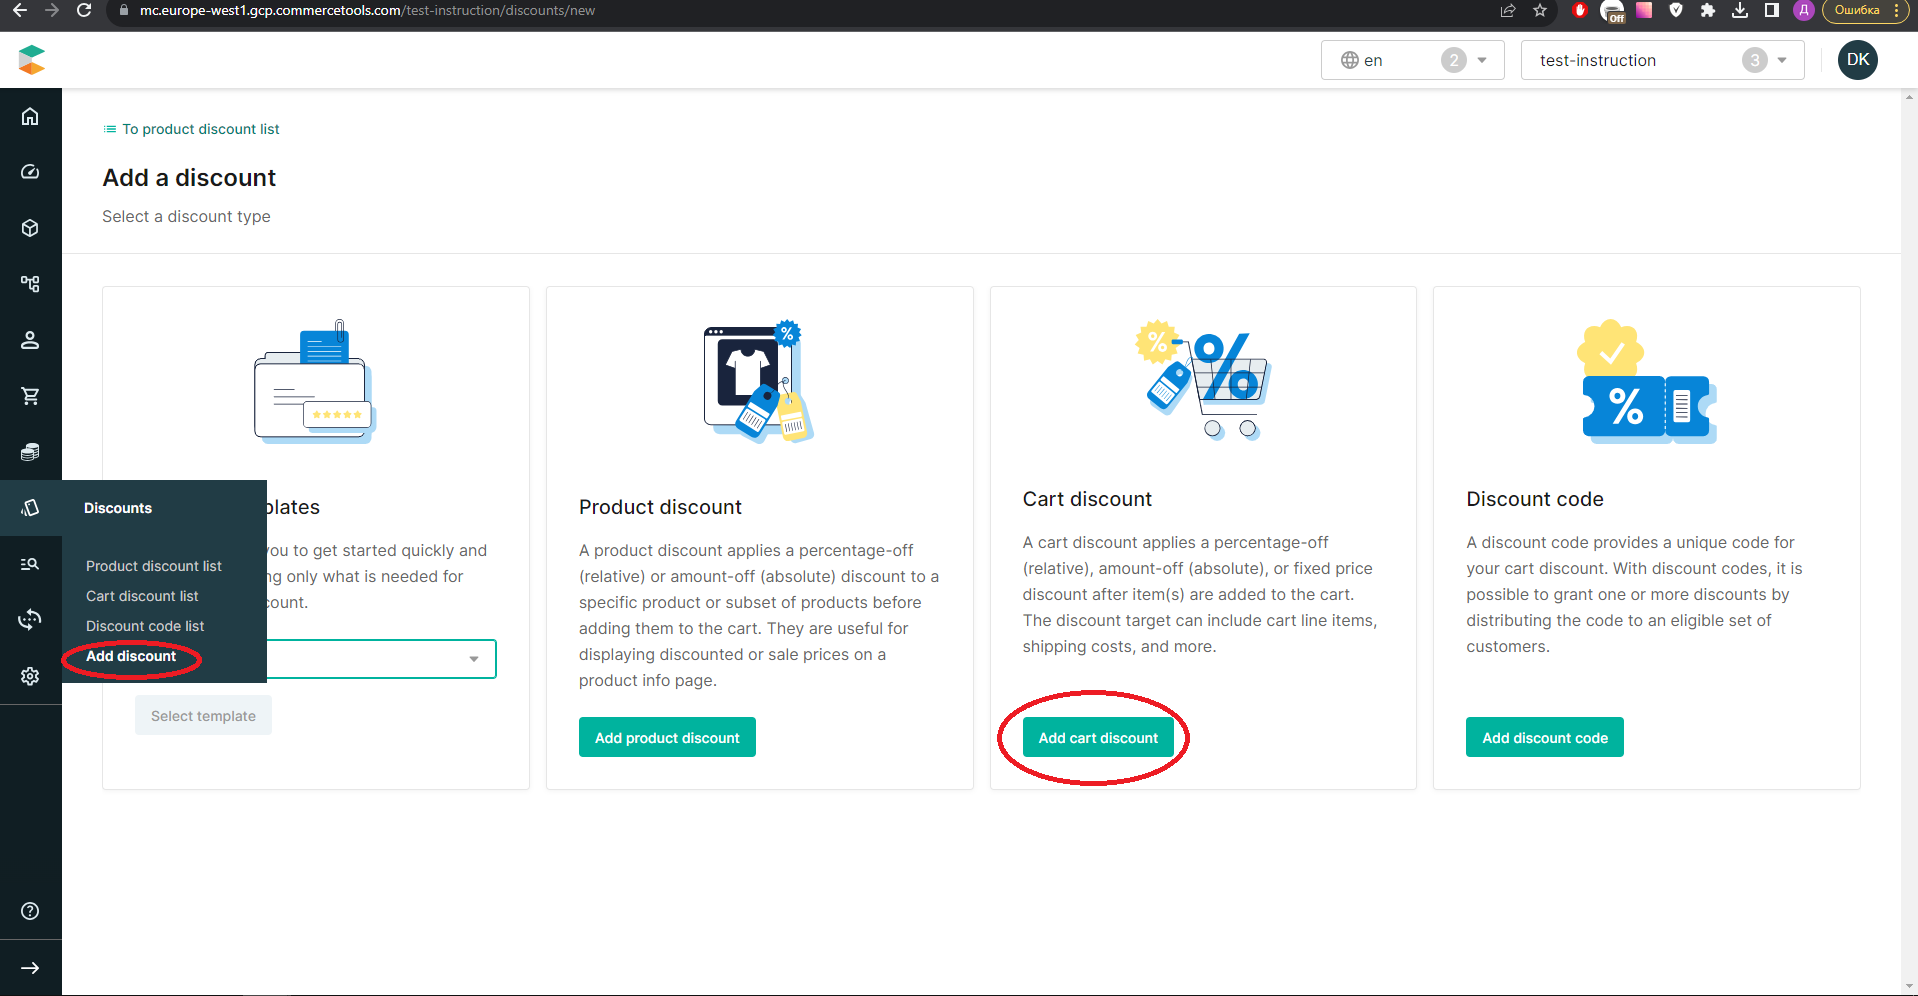 mc.europe-west1.gcp.commercetools.com/test-instruction/discounts/new
Off
Д
Ошибка
en
2
test-instruction
3
DK
To product discount list
Add a discount
Select a discount type
Discounts
Product discount list
Cart discount list
Discount code list
Add discount
plates
you to get started quickly and
ng only what is needed for
count.
Select template
%
Product discount
A product discount applies a percentage-off
(relative) or amount-off (absolute) discount to a
specific product or subset of products before
adding them to the cart. They are useful for
displaying discounted or sale prices on a
product info page.
Add product discount
%
%
Cart discount
A cart discount applies a percentage-off
(relative), amount-off (absolute), or fixed price
discount after item(s) are added to the cart.
The discount target can include cart line items,
shipping costs, and more.
Add cart discount
%
Discount code
A discount code provides a unique code for
your cart discount. With discount codes, it is
possible to grant one or more discounts by
distributing the code to an eligible set of
customers.
Add discount code